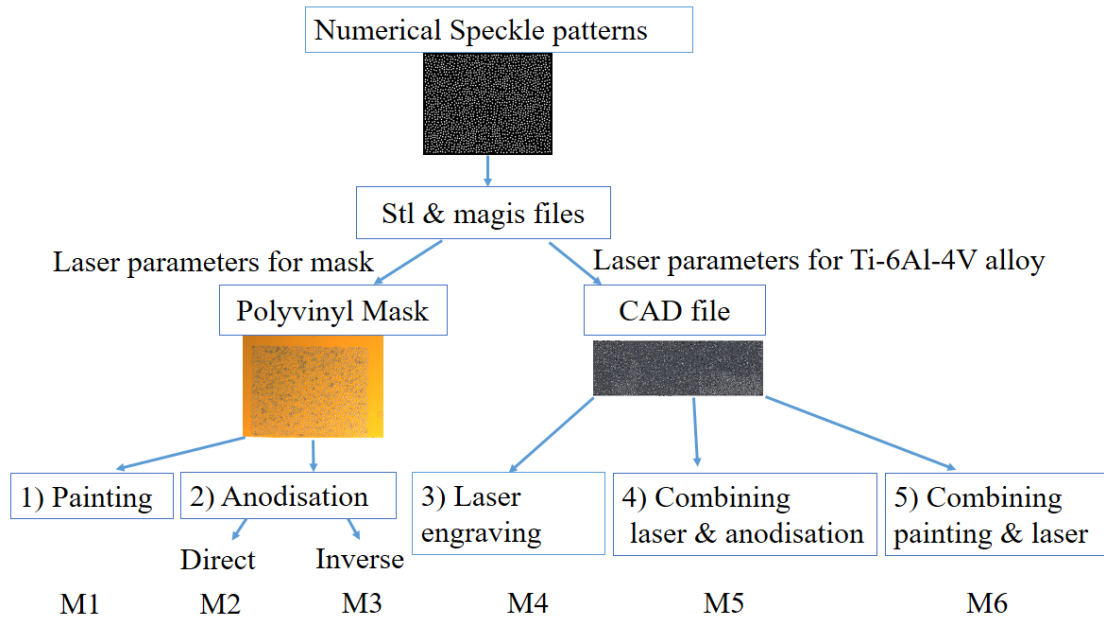 Numerical Speckle patterns
Stl & magis files
Laser parameters for mask
Laser parameters for Ti-6Al-4V alloy
Polyvinyl Mask
CAD file
1) Painting
2) Anodisation
3) Laser
engraving
4) Combining
laser & anodisation
5) Combining
painting & laser
Direct
Inverse
M1
M2
M3
M4
M5
M6